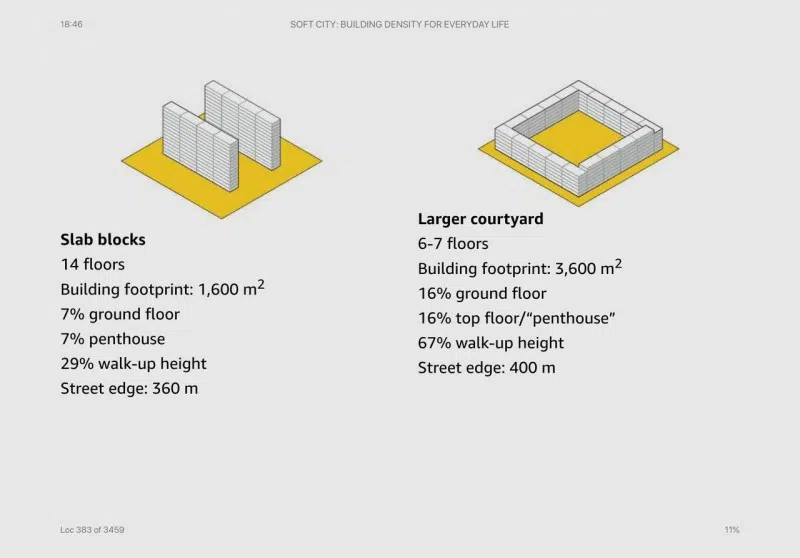 18:46
SOFT CITY: BUILDING DENSITY FOR EVERYDAY LIFE
Slab blocks
14 floors
Building footprint: 1,600 m²
7% ground floor
7% penthouse
29% walk-up height
Street edge: 360 m
Larger courtyard
6-7 floors
Building footprint: 3,600 m²
16% ground floor
16% top floor/“penthouse”
67% walk-up height
Street edge: 400 m
Loc 383 of 3459
11%